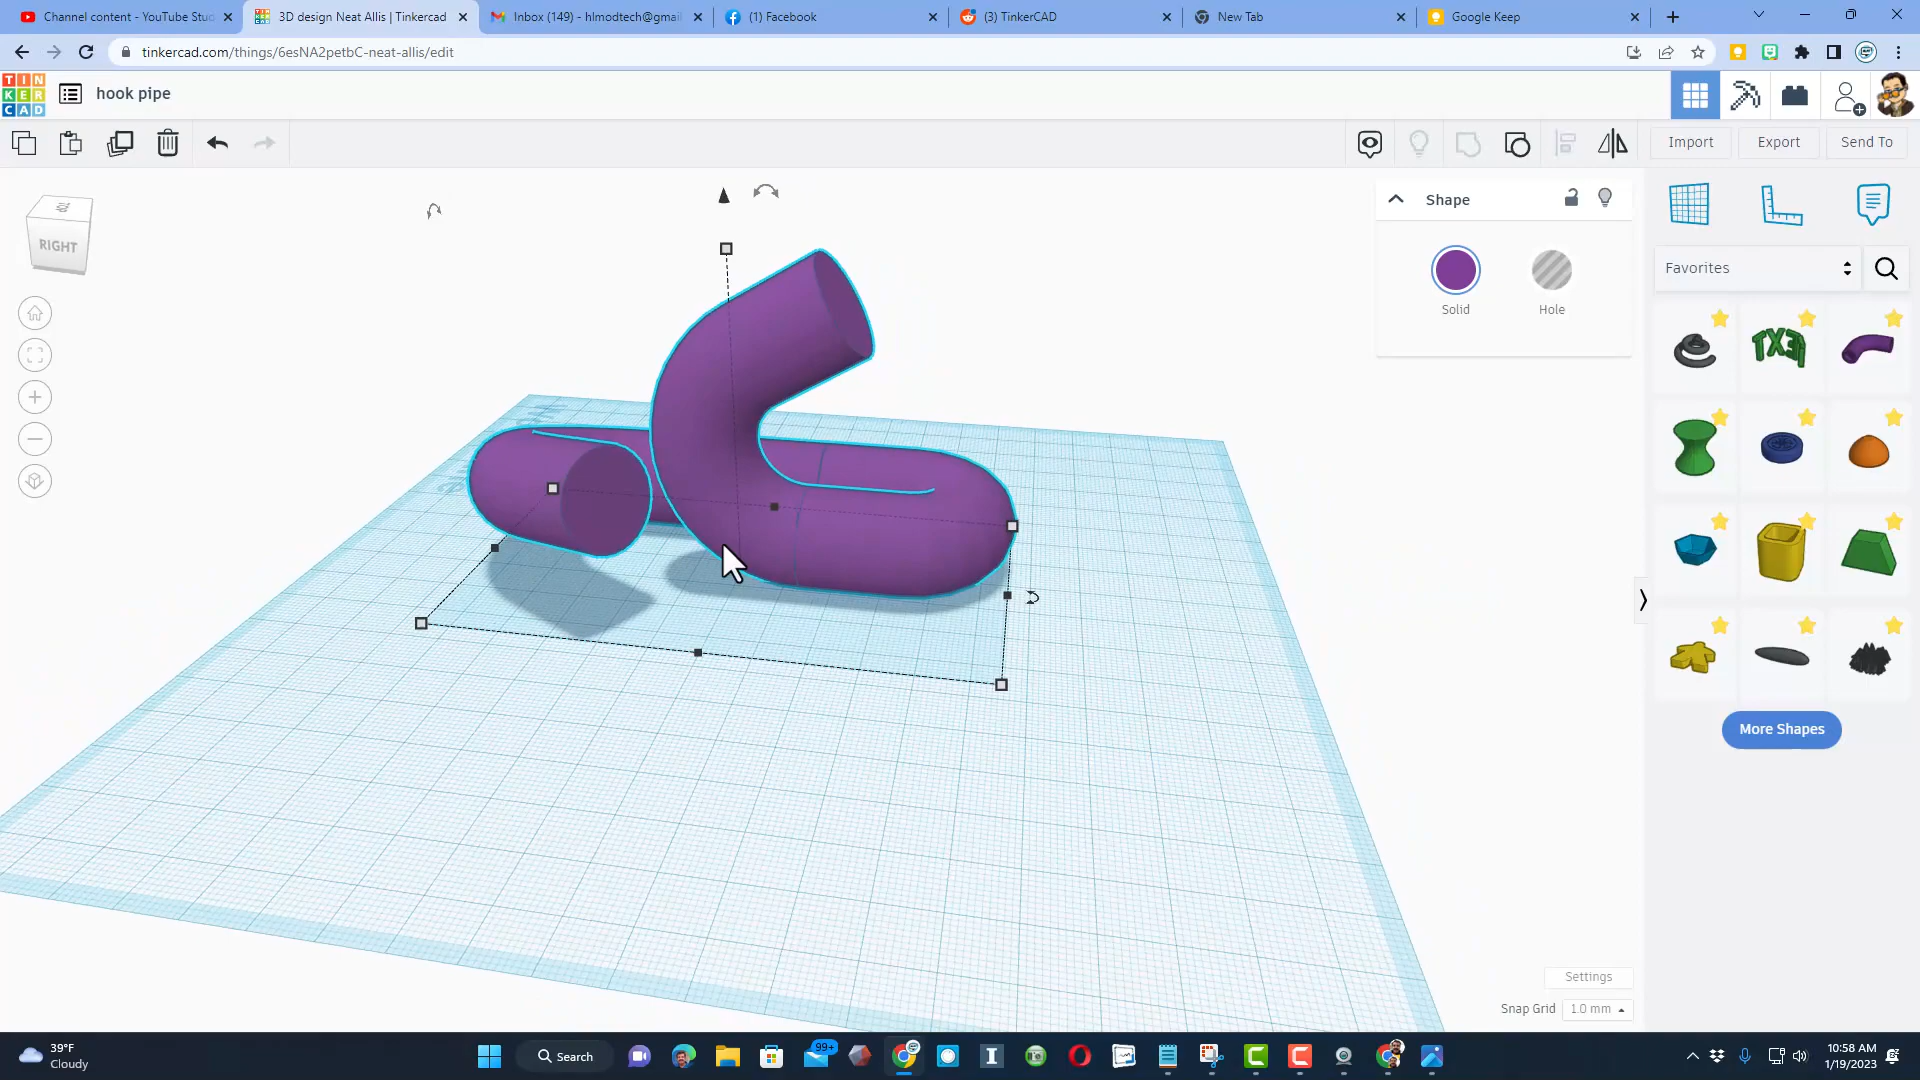 Channel content - YouTube Stu
3D design Neat Allis | Tinkercad
Inbox (149) - hlmodtech@gmail
(1) Facebook
(3) TinkerCAD
New Tab
Google Keep
tinkercad.com/things/6esNA2petbC-neat-allis/edit
TIN
KER
CAD
hook pipe
Import
Export
Send To
RIGHT
Shape
Solid
Hole
Favorites
TEXT
More Shapes
Settings
Snap Grid
1.0 mm
39°F
Cloudy
Search
99+
10:58 AM
1/19/2023